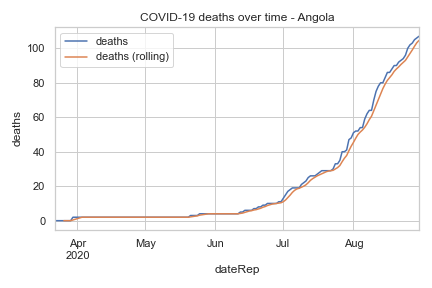 COVID-19 deaths over time - Angola
deaths
deaths (rolling)
100
80
60
40
20
0
deaths
Apr
2020
May
Jun
Jul
Aug
dateRep